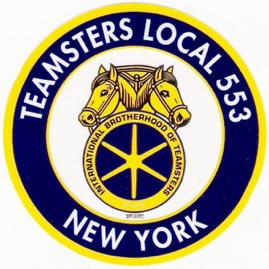 TEAMSTERS LOCAL 553
INTERNATIONAL BROTHERHOOD OF TEAMSTERS
NEW YORK